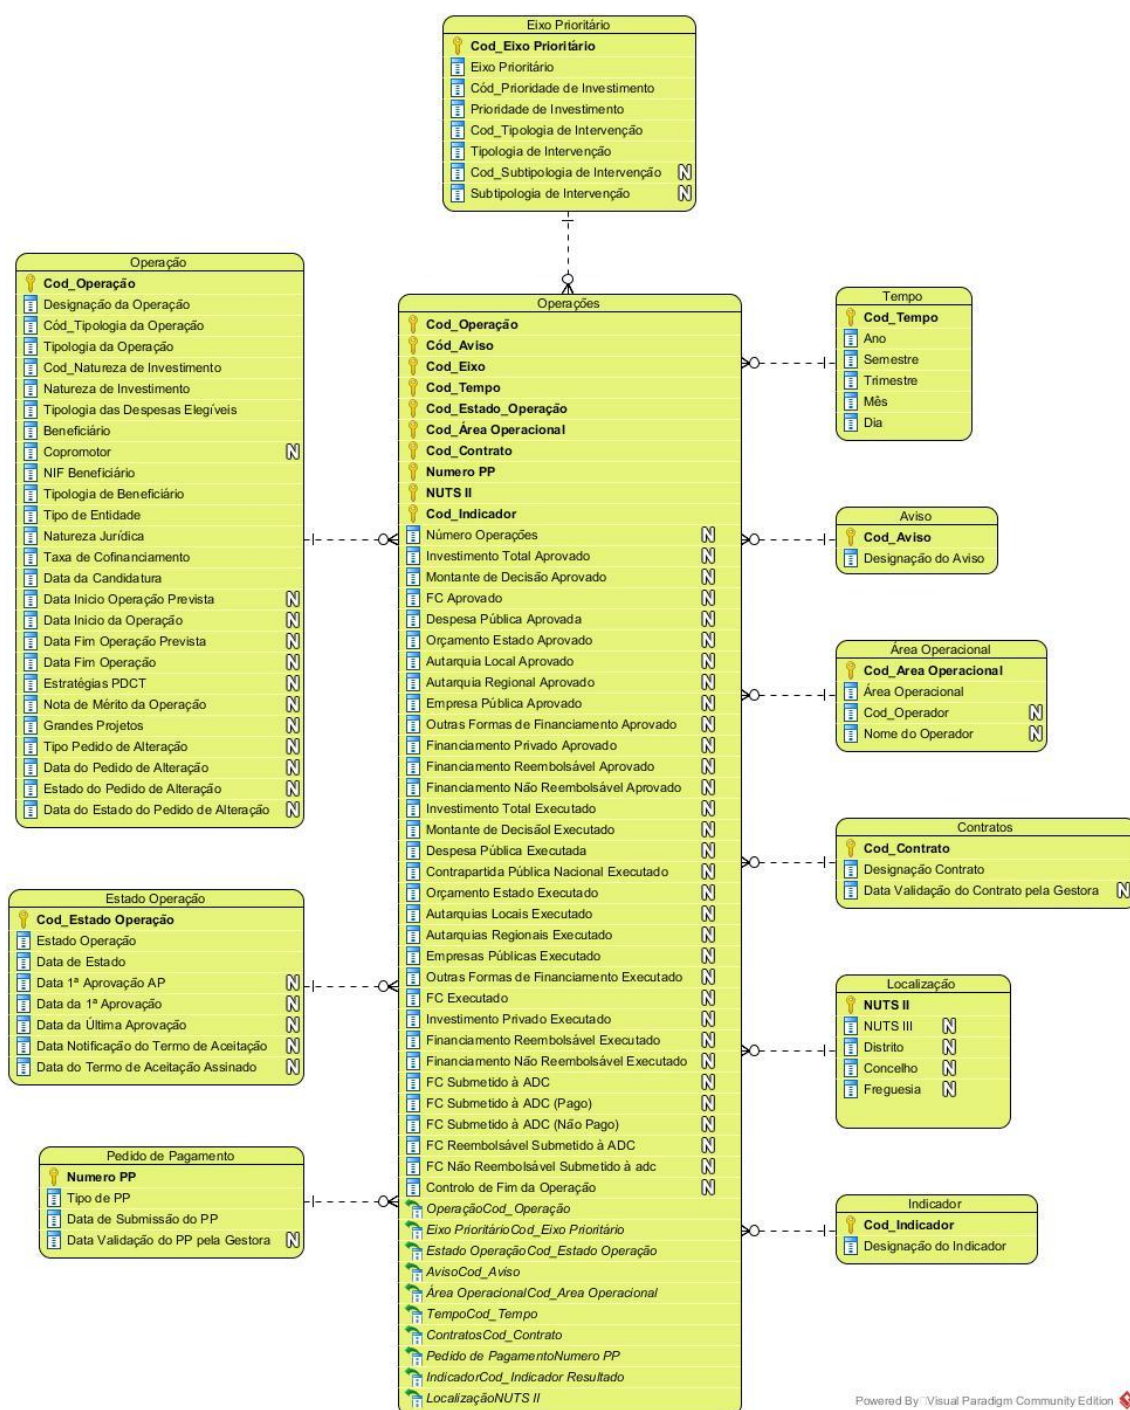 Eixo Prioritário
Cod_Eixo Prioritário
Eixo Prioritário
Cód_Prioridade de Investimento
Prioridade de Investimento
Cod_Tipologia de Intervenção
Tipologia de Intervenção
Cod_Subtipologia de Intervenção N
Subtipologia de Intervenção N
Operação
Cod_Operação
Designação da Operação
Cód_Tipologia da Operação
Tipologia da Operação
Cod_Natureza de Investimento
Natureza de Investimento
Tipologia das Despesas Elegíveis
Beneficiário
Copromotor N
NIF Beneficiário
Tipologia de Beneficiário
Tipo de Entidade
Natureza Jurídica
Taxa de Cofinanciamento
Data da Candidatura
Data Inicio Operação Prevista N
Data Inicio da Operação N
Data Fim Operação Prevista N
Data Fim Operação N
Estratégias PDCT N
Nota de Mérito da Operação N
Grandes Projetos N
Tipo Pedido de Alteração N
Data do Pedido de Alteração N
Estado do Pedido de Alteração N
Data do Estado do Pedido de Alteração N
Estado Operação
Cod_Estado Operação
Estado Operação
Data de Estado
Data 1ª Aprovação AP N
Data da 1ª Aprovação N
Data da Última Aprovação N
Data Notificação do Termo de Aceitação N
Data do Termo de Aceitação Assinado N
Pedido de Pagamento
Numero PP
Tipo de PP
Data de Submissão do PP
Data Validação do PP pela Gestora N
Operações
Cod_Operação
Cód_Aviso
Cod_Eixo
Cod_Tempo
Cod_Estado_Operação
Cod_Área Operacional
Cod_Contrato
Numero PP
NUTS II
Cod_Indicador
Número Operações N
Investimento Total Aprovado N
Montante de Decisão Aprovado N
FC Aprovado N
Despesa Pública Aprovada N
Orçamento Estado Aprovado N
Autarquia Local Aprovado N
Autarquia Regional Aprovado N
Empresa Pública Aprovado N
Outras Formas de Financiamento Aprovado N
Financiamento Privado Aprovado N
Financiamento Reembolsável Aprovado N
Financiamento Não Reembolsável Aprovado N
Investimento Total Executado N
Montante de Decisãol Executado N
Despesa Pública Executada N
Contrapartida Pública Nacional Executado N
Orçamento Estado Executado N
Autarquias Locais Executado N
Autarquias Regionais Executado N
Empresas Públicas Executado N
Outras Formas de Financiamento Executado N
FC Executado N
Investimento Privado Executado N
Financiamento Reembolsável Executado N
Financiamento Não Reembolsável Executado N
FC Submetido à ADC N
FC Submetido à ADC (Pago) N
FC Submetido à ADC (Não Pago) N
FC Reembolsável Submetido à ADC N
FC Não Reembolsável Submetido à adc N
Controlo de Fim da Operação N
OperaçãoCod_Operação
Eixo PrioritárioCod_Eixo Prioritário
Estado OperaçãoCod_Estado Operação
AvisoCod_Aviso
Área OperacionalCod_Area Operacional
TempoCod_Tempo
ContratosCod_Contrato
Pedido de PagamentoNumero PP
IndicadorCod_Indicador Resultado
LocalizaçãoNUTS II
Tempo
Cod_Tempo
Ano
Semestre
Trimestre
Mês
Dia
Aviso
Cod_Aviso
Designação do Aviso
Área Operacional
Cod_Area Operacional
Área Operacional
Cod_Operador N
Nome do Operador N
Contratos
Cod_Contrato
Designação Contrato
Data Validação do Contrato pela Gestora N
Localização
NUTS II
NUTS III N
Distrito N
Concelho N
Freguesia N
Indicador
Cod_Indicador
Designação do Indicador
Powered By Visual Paradigm Community Edition